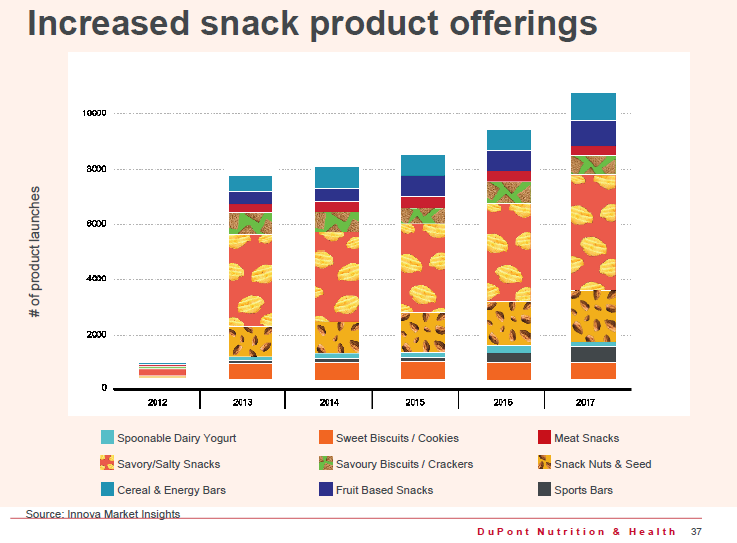 Increased snack product offerings
# of product launches
10000
8000
6000
4000
2000
0
2012 2013 2014 2015 2016 2017
Spoonable Dairy Yogurt Sweet Biscuits / Cookies Meat Snacks
Savory/Salty Snacks Savoury Biscuits / Crackers Snack Nuts & Seed
Cereal & Energy Bars Fruit Based Snacks Sports Bars
Source: Innova Market Insights
DuPont Nutrition & Health 37